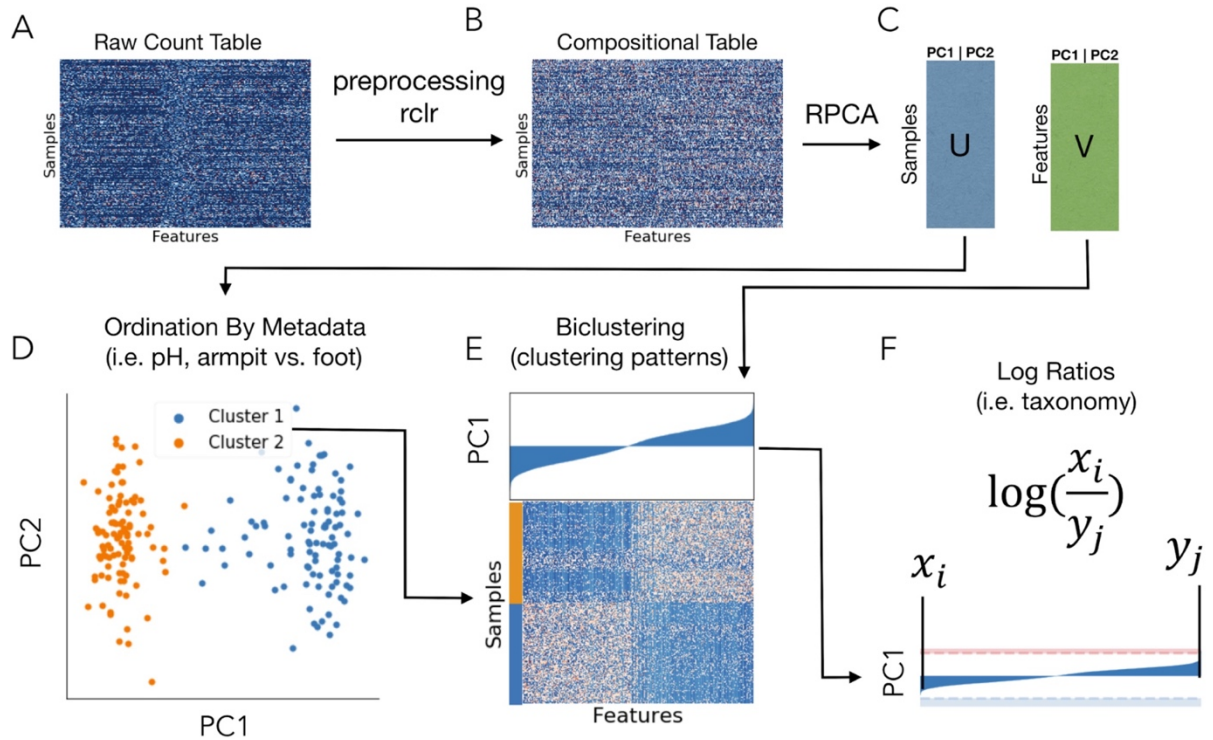 A
Raw Count Table
Samples
Features
preprocessing
rclr
B
Compositional Table
Samples
Features
RPCA
C
PC1 | PC2
Samples
U
PC1 | PC2
Features
V
D
Ordination By Metadata
(i.e. pH, armpit vs. foot)
Cluster 1
Cluster 2
PC2
PC1
E
Biclustering
(clustering patterns)
PC1
Samples
Features
F
Log Ratios
(i.e. taxonomy)
log(x_i/y_j)
x_i
y_j
PC1